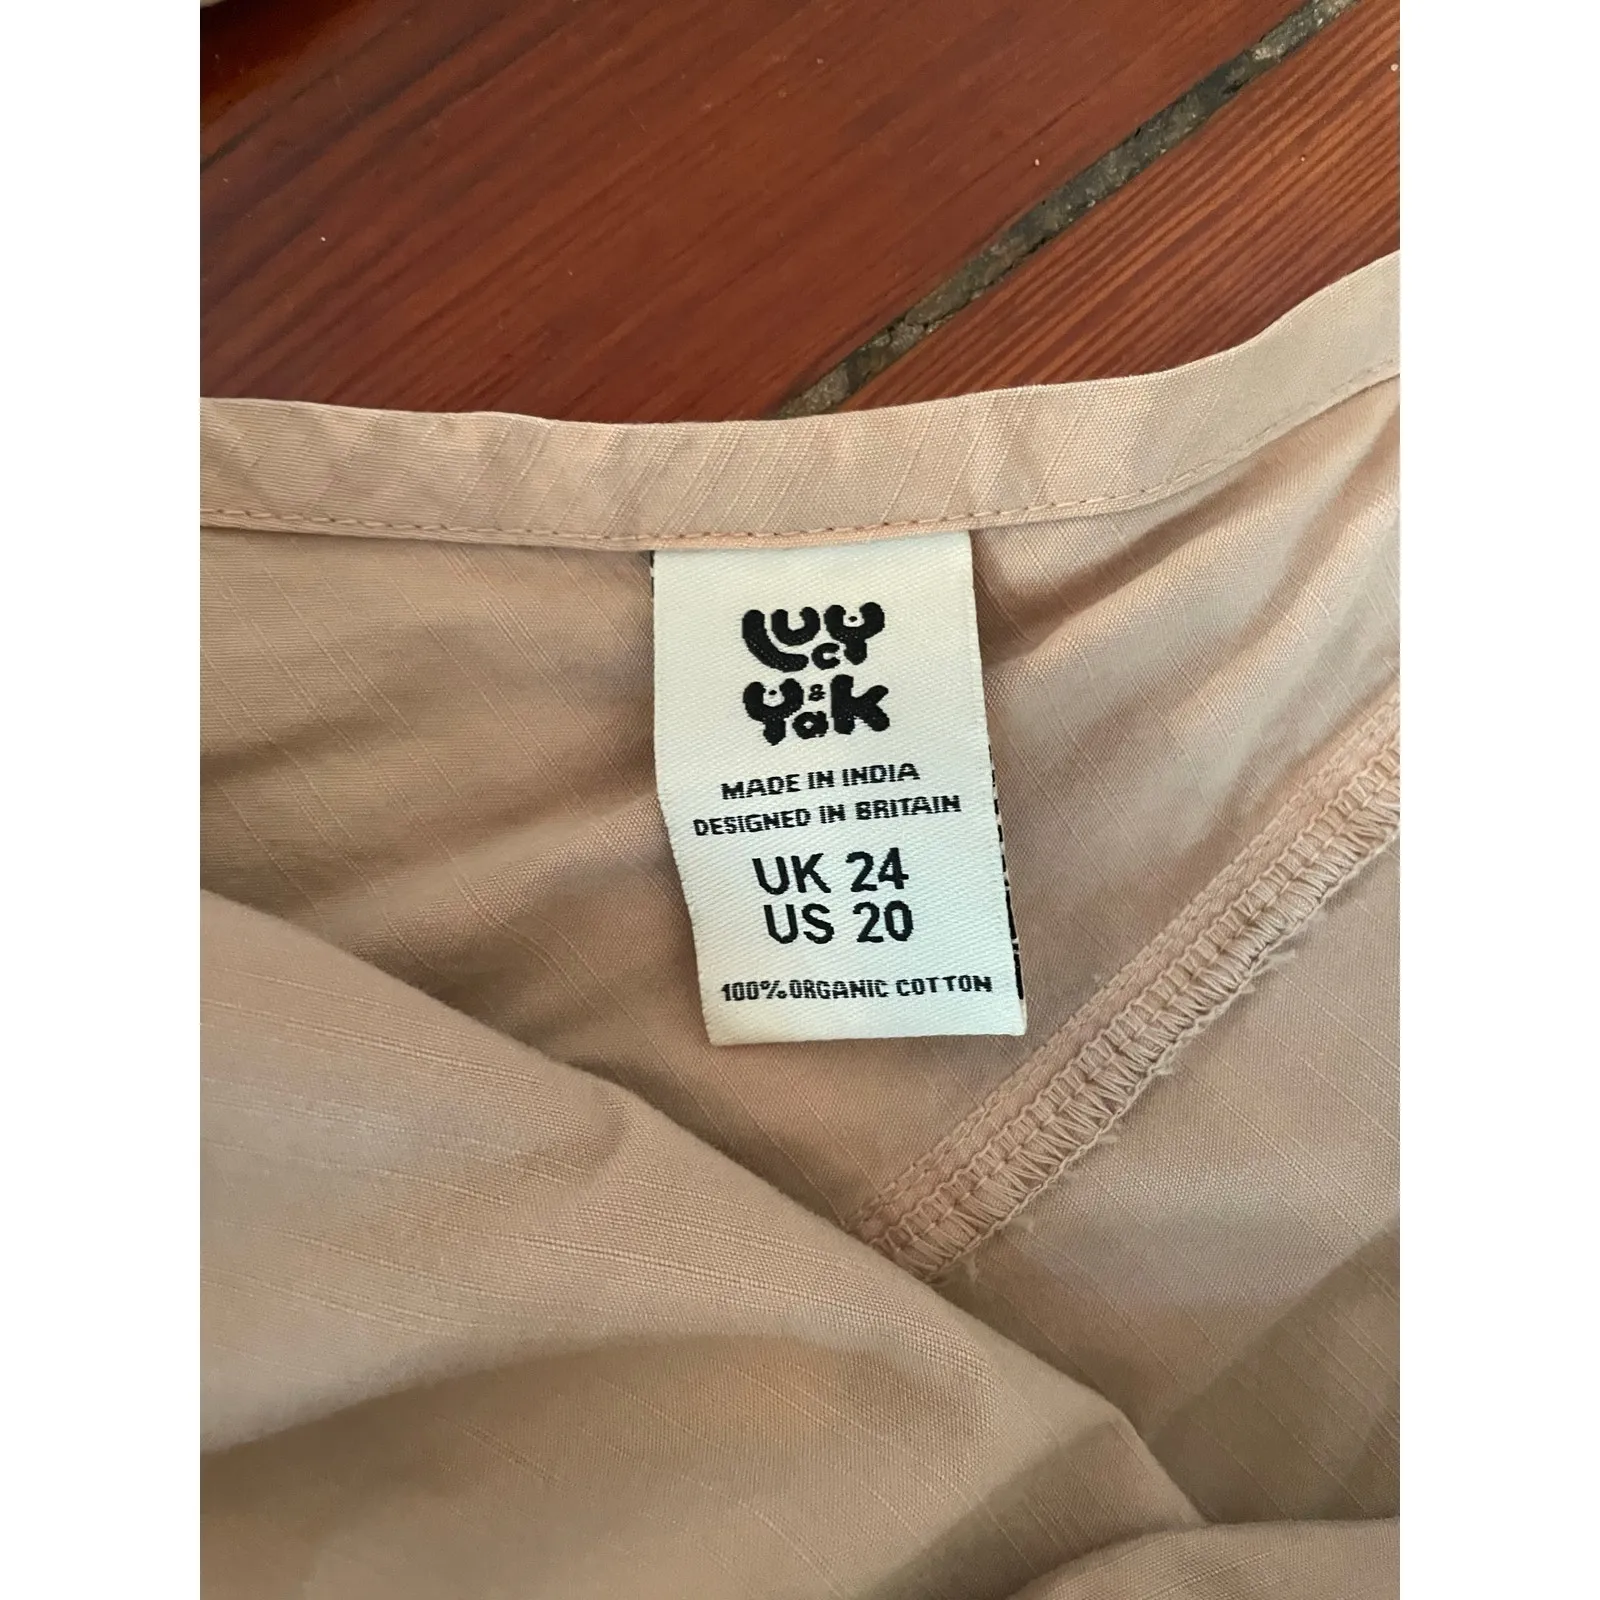 Lucy
& Yak
MADE IN INDIA
DESIGNED IN BRITAIN
UK 24
US 20
100% ORGANIC COTTON